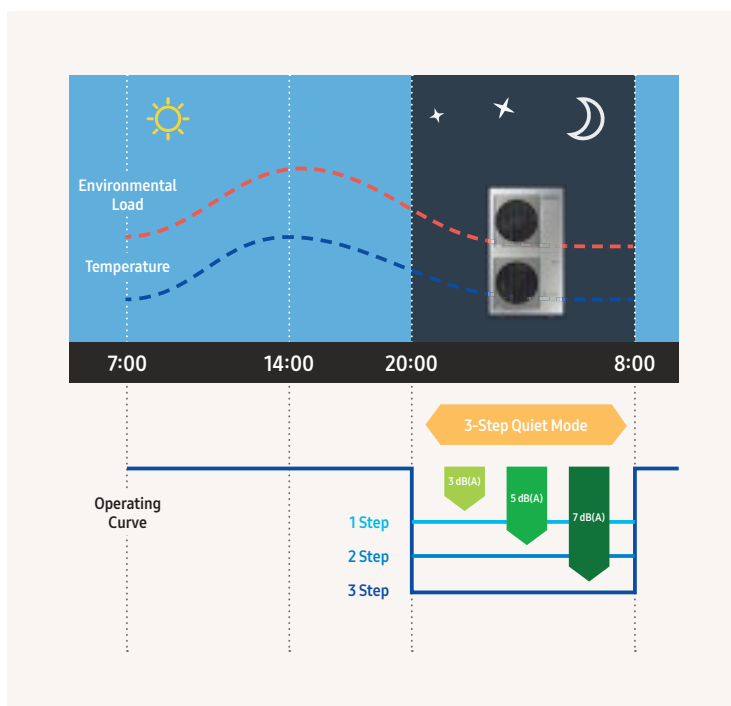 Environmental
Load
Temperature
7:00
14:00
20:00
8:00
3-Step Quiet Mode
3 dB(A)
5 dB(A)
7 dB(A)
Operating
Curve
1 Step
2 Step
3 Step